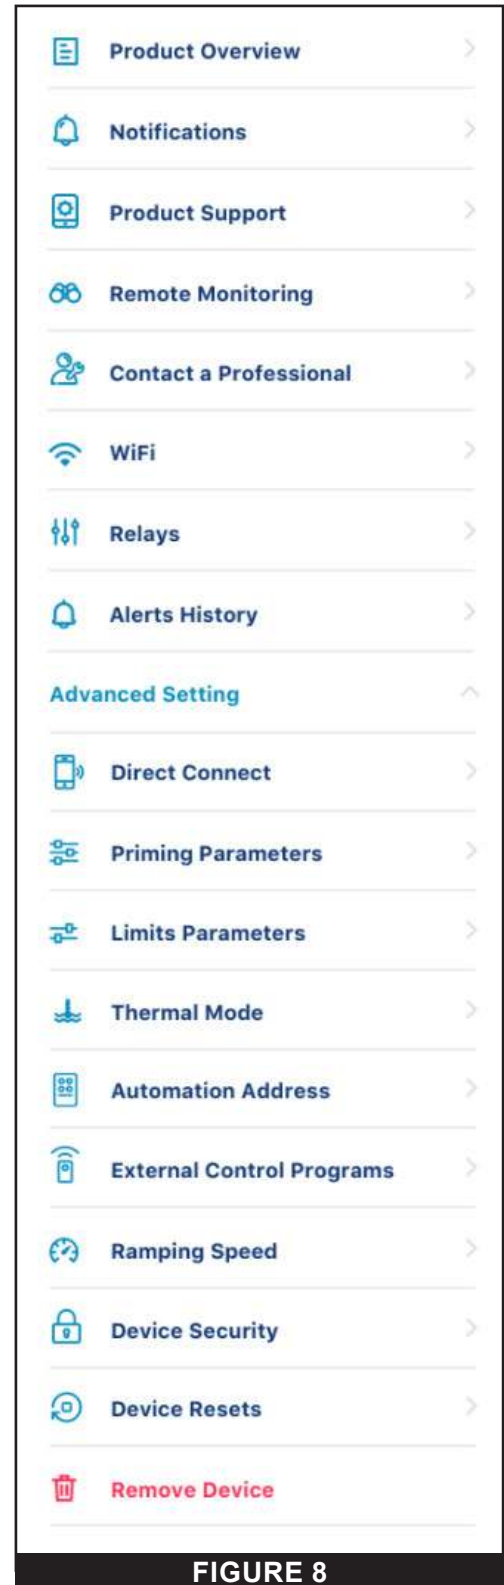 Product Overview
Notifications
Product Support
Remote Monitoring
Contact a Professional
WiFi
Relays
Alerts History
Advanced Setting
Direct Connect
Priming Parameters
Limits Parameters
Thermal Mode
Automation Address
External Control Programs
Ramping Speed
Device Security
Device Resets
Remove Device
FIGURE 8